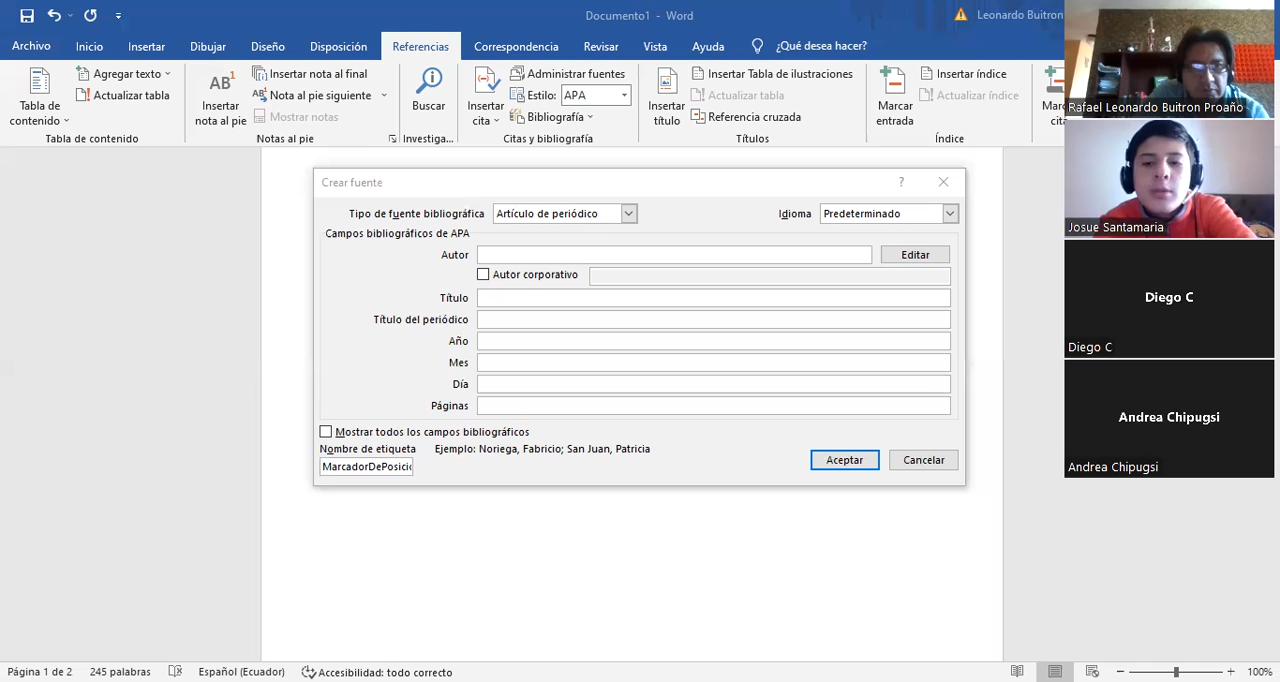 Documento1 - Word
Leonardo Buitron
Archivo Inicio Insertar Dibujar Diseño Disposición Referencias Correspondencia Revisar Vista Ayuda ¿Qué desea hacer?
Tabla de contenido
Agregar texto
Actualizar tabla
Tabla de contenido
AB1
Insertar nota al pie
Insertar nota al final
Nota al pie siguiente
Mostrar notas
Notas al pie
Buscar
Investiga...
Insertar cita
Administrar fuentes
Estilo: APA
Bibliografía
Citas y bibliografía
Insertar título
Insertar Tabla de ilustraciones
Actualizar tabla
Referencia cruzada
Títulos
Marcar entrada
Insertar índice
Actualizar índice
Índice
Rafael Leonardo Buitron Proaño
Josue Santamaria
Diego C
Diego C
Andrea Chipugsi
Andrea Chipugsi
Crear fuente
Tipo de fuente bibliográfica Artículo de periódico Idioma Predeterminado
Campos bibliográficos de APA
Autor Editar
Autor corporativo
Título
Título del periódico
Año
Mes
Día
Páginas
Mostrar todos los campos bibliográficos
Nombre de etiqueta Ejemplo: Noriega, Fabricio; San Juan, Patricia
MarcadorDePosici
Aceptar Cancelar
Página 1 de 2 245 palabras Español (Ecuador) Accesibilidad: todo correcto 100%